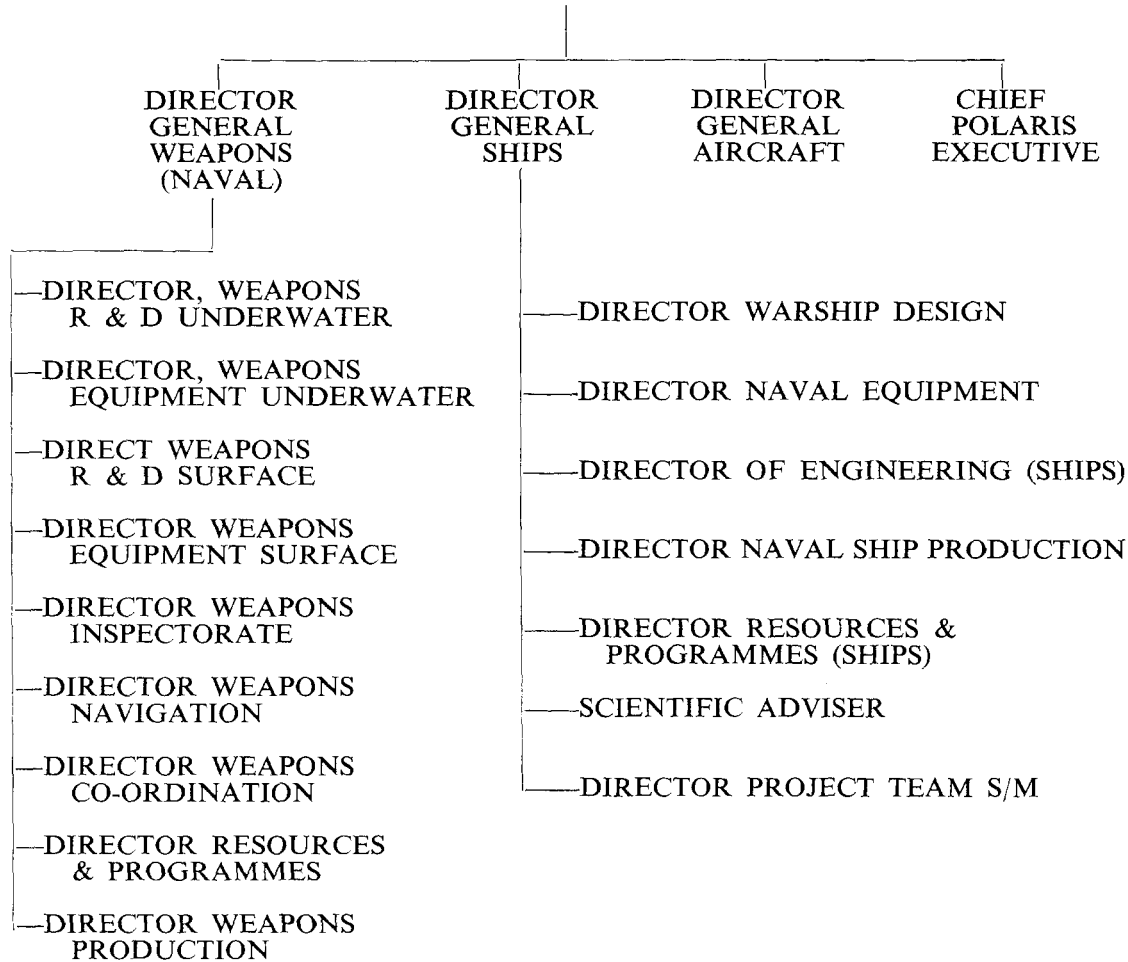 DIRECTOR
GENERAL
WEAPONS
(NAVAL)
DIRECTOR
GENERAL
SHIPS
DIRECTOR
GENERAL
AIRCRAFT
CHIEF
POLARIS
EXECUTIVE
DIRECTOR, WEAPONS
R & D UNDERWATER
DIRECTOR, WEAPONS
EQUIPMENT UNDERWATER
DIRECT WEAPONS
R & D SURFACE
DIRECTOR WEAPONS
EQUIPMENT SURFACE
DIRECTOR WEAPONS
INSPECTORATE
DIRECTOR WEAPONS
NAVIGATION
DIRECTOR WEAPONS
CO-ORDINATION
DIRECTOR RESOURCES
& PROGRAMMES
DIRECTOR WEAPONS
PRODUCTION
DIRECTOR WARSHIP DESIGN
DIRECTOR NAVAL EQUIPMENT
DIRECTOR OF ENGINEERING (SHIPS)
DIRECTOR NAVAL SHIP PRODUCTION
DIRECTOR RESOURCES &
PROGRAMMES (SHIPS)
SCIENTIFIC ADVISER
DIRECTOR PROJECT TEAM S/M